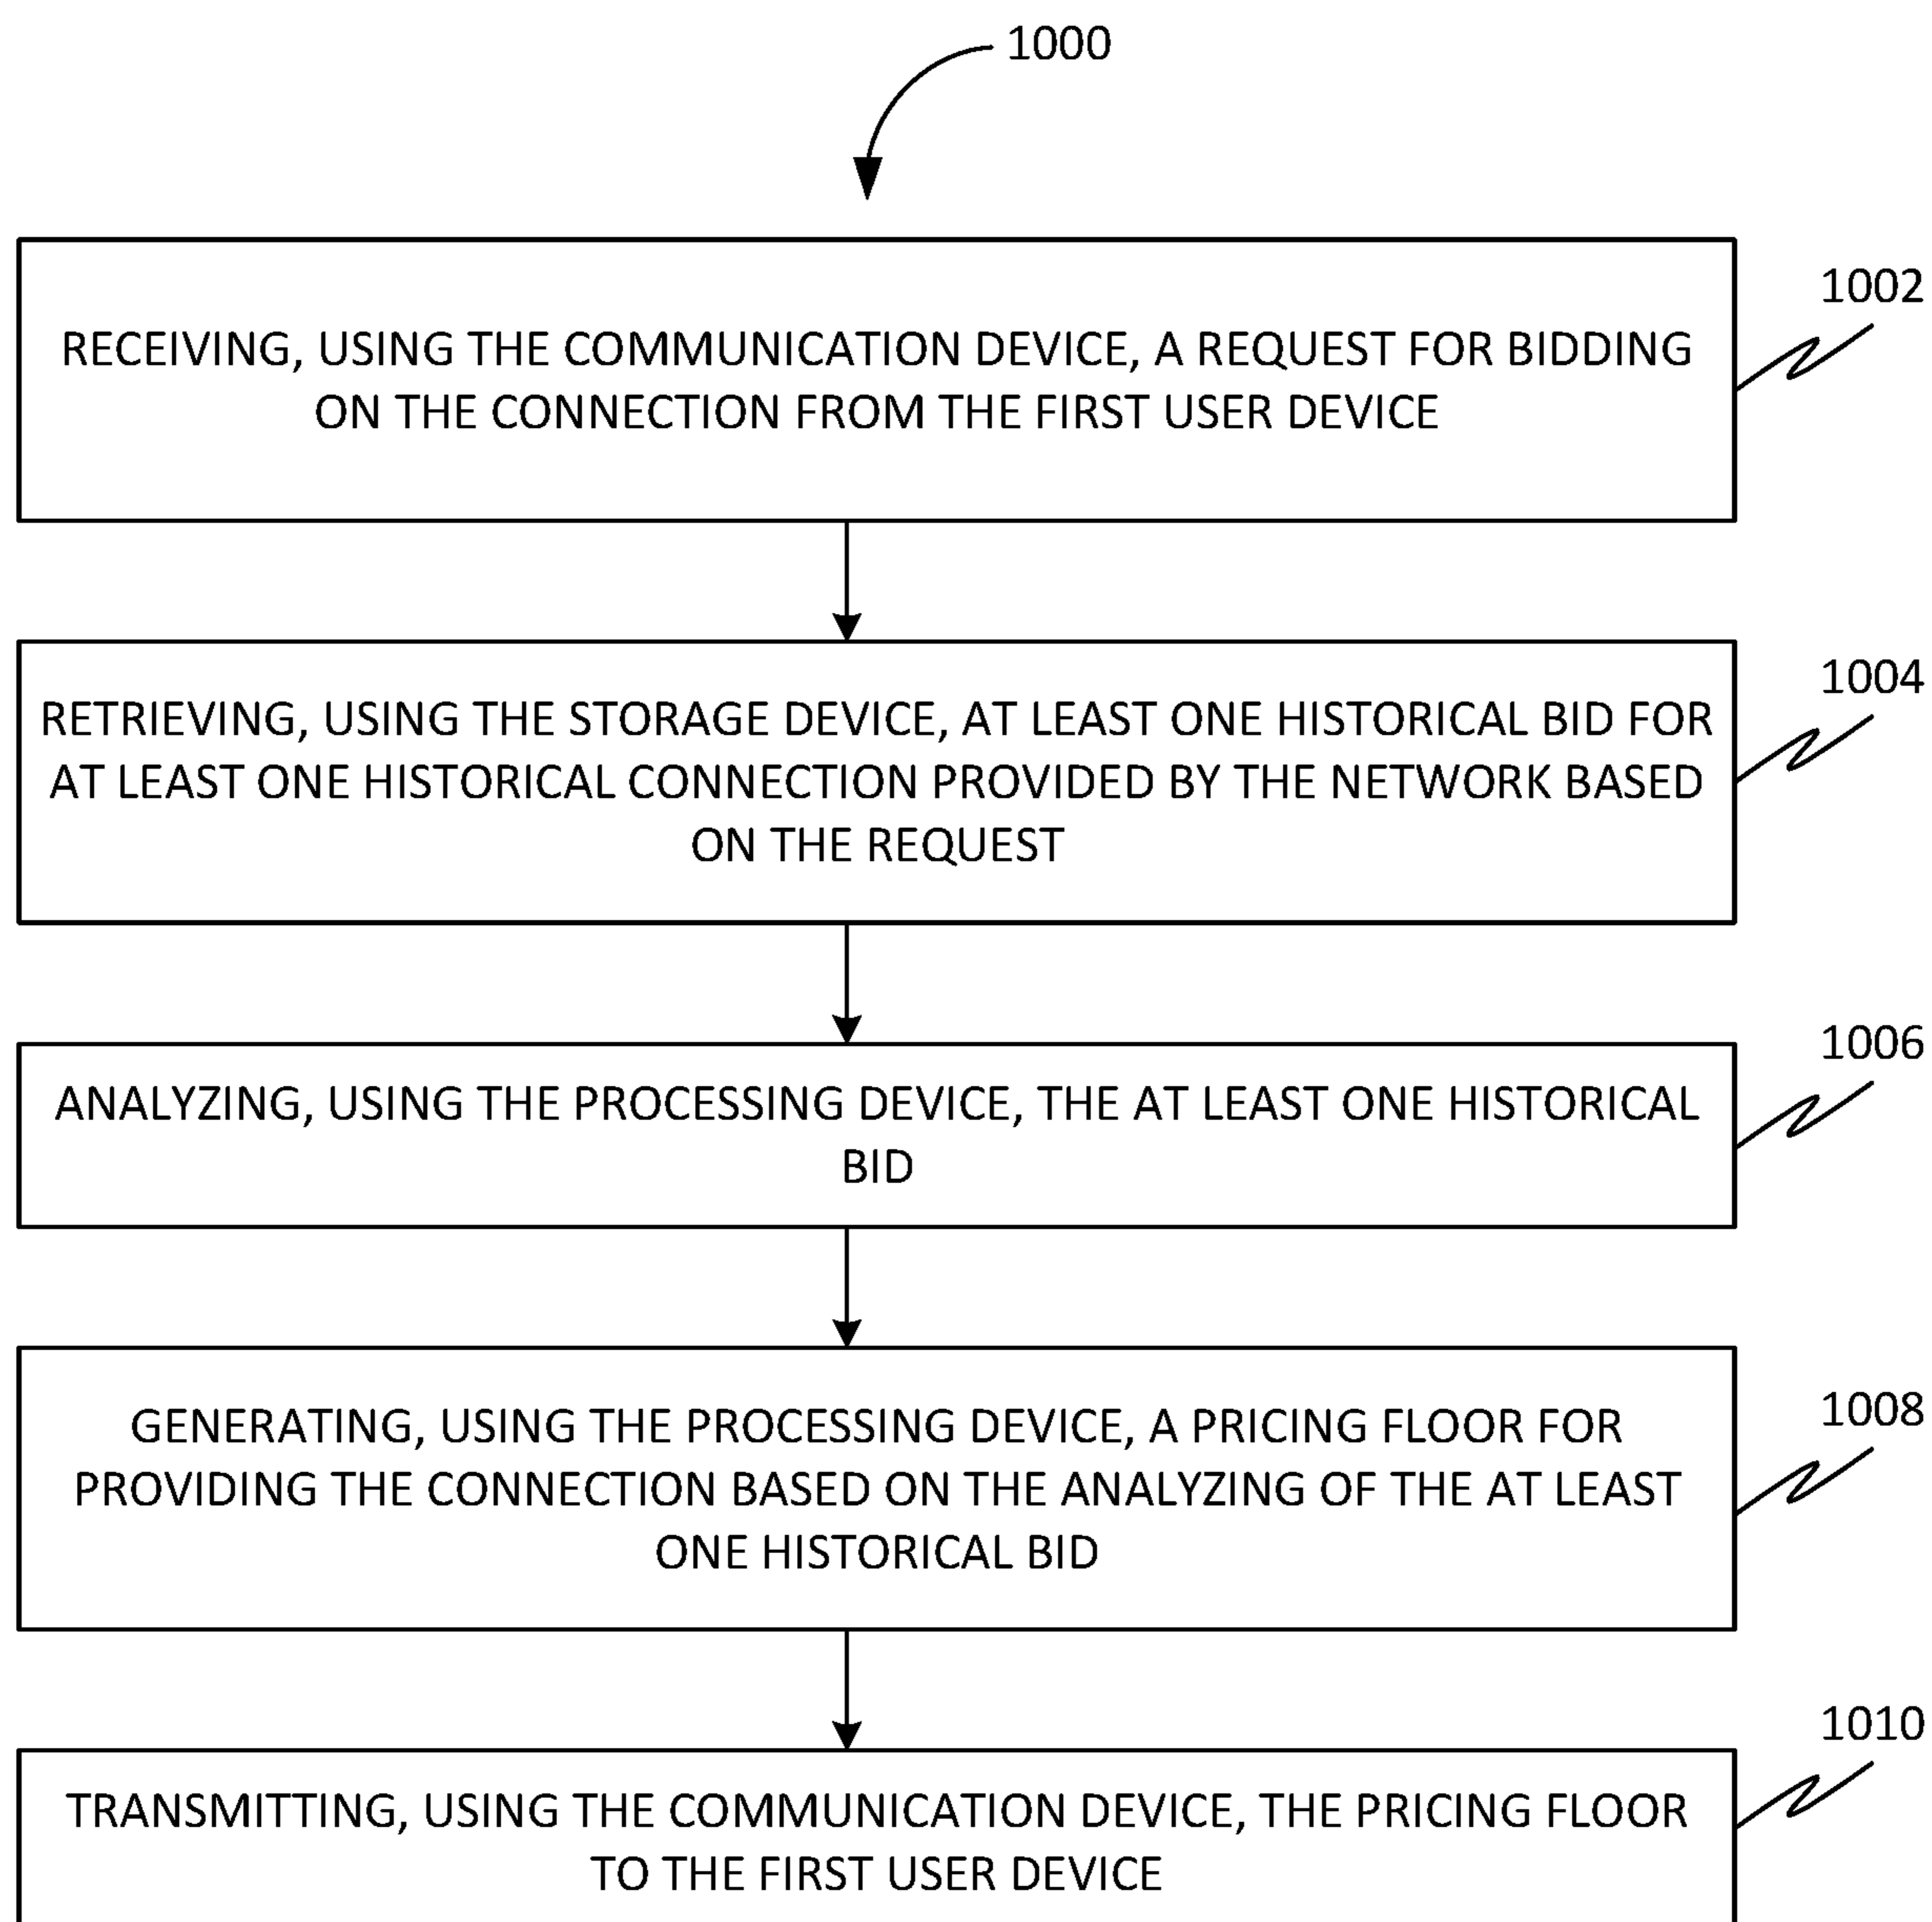 1000
1002
RECEIVING, USING THE COMMUNICATION DEVICE, A REQUEST FOR BIDDING
ON THE CONNECTION FROM THE FIRST USER DEVICE
1004
RETRIEVING, USING THE STORAGE DEVICE, AT LEAST ONE HISTORICAL BID FOR
AT LEAST ONE HISTORICAL CONNECTION PROVIDED BY THE NETWORK BASED
ON THE REQUEST
1006
ANALYZING, USING THE PROCESSING DEVICE, THE AT LEAST ONE HISTORICAL
BID
1008
GENERATING, USING THE PROCESSING DEVICE, A PRICING FLOOR FOR
PROVIDING THE CONNECTION BASED ON THE ANALYZING OF THE AT LEAST
ONE HISTORICAL BID
1010
TRANSMITTING, USING THE COMMUNICATION DEVICE, THE PRICING FLOOR
TO THE FIRST USER DEVICE